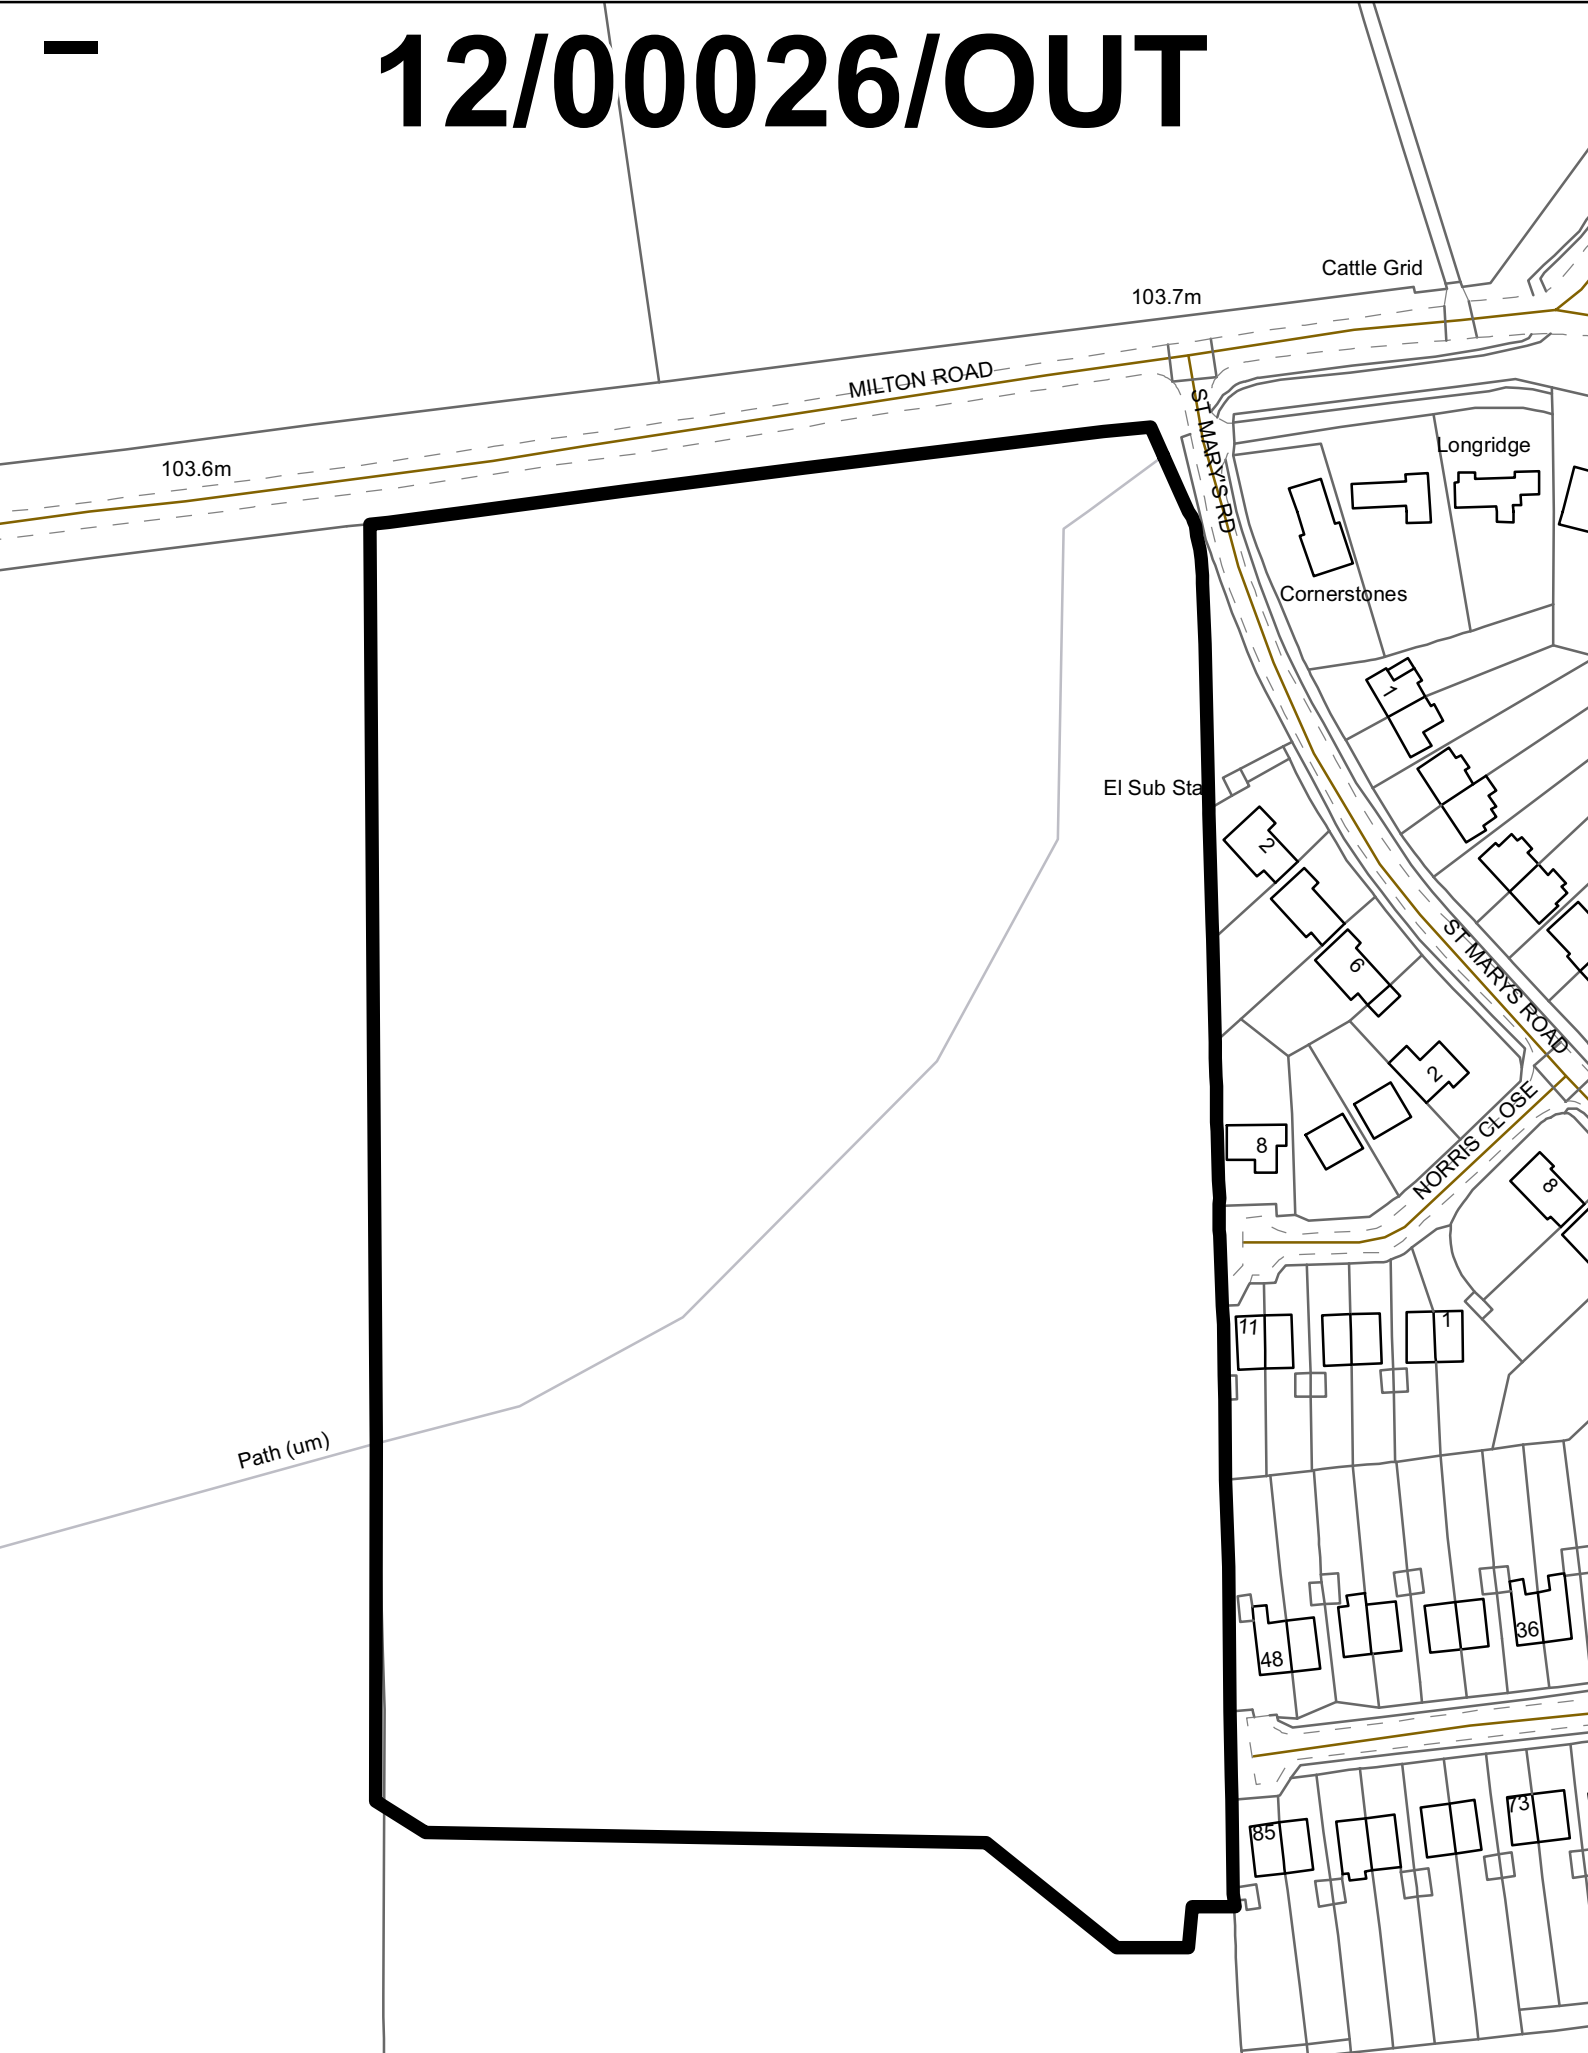 12/00026/OUT
Cattle Grid
103.7m
MILTON ROAD
ST MARY'S RD
Longridge
103.6m
Cornerstones
1
El Sub Sta
2
6
ST MARYS ROAD
2
NORRIS CLOSE
8
8
11
1
Path (um)
36
48
73
85